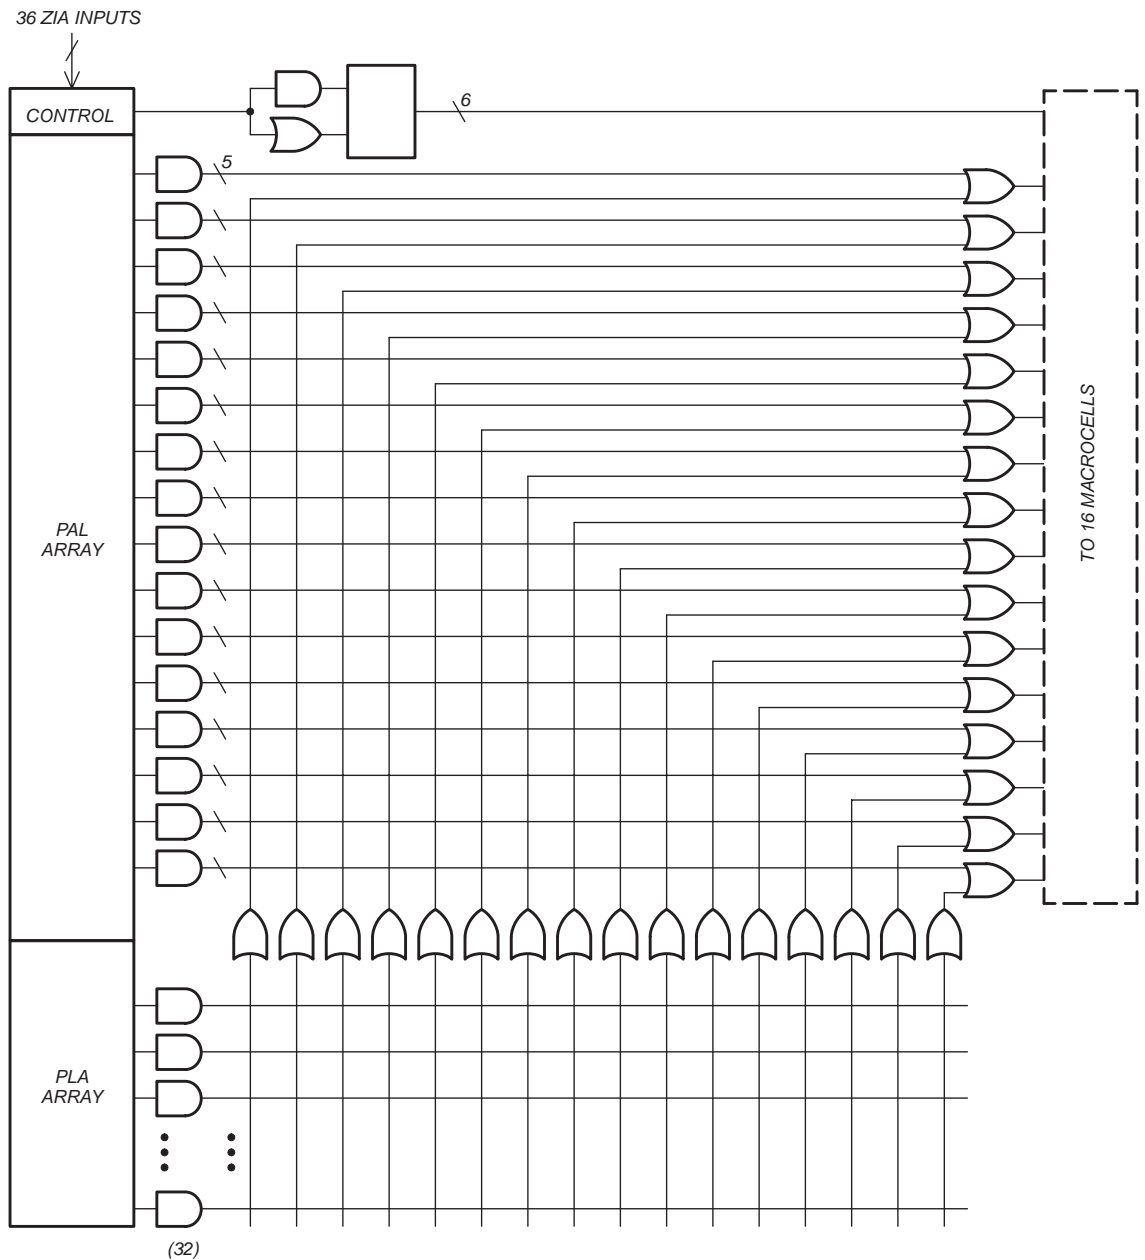 36 ZIA INPUTS
CONTROL
6
5
PAL
ARRAY
TO 16 MACROCELLS
PLA
ARRAY
(32)